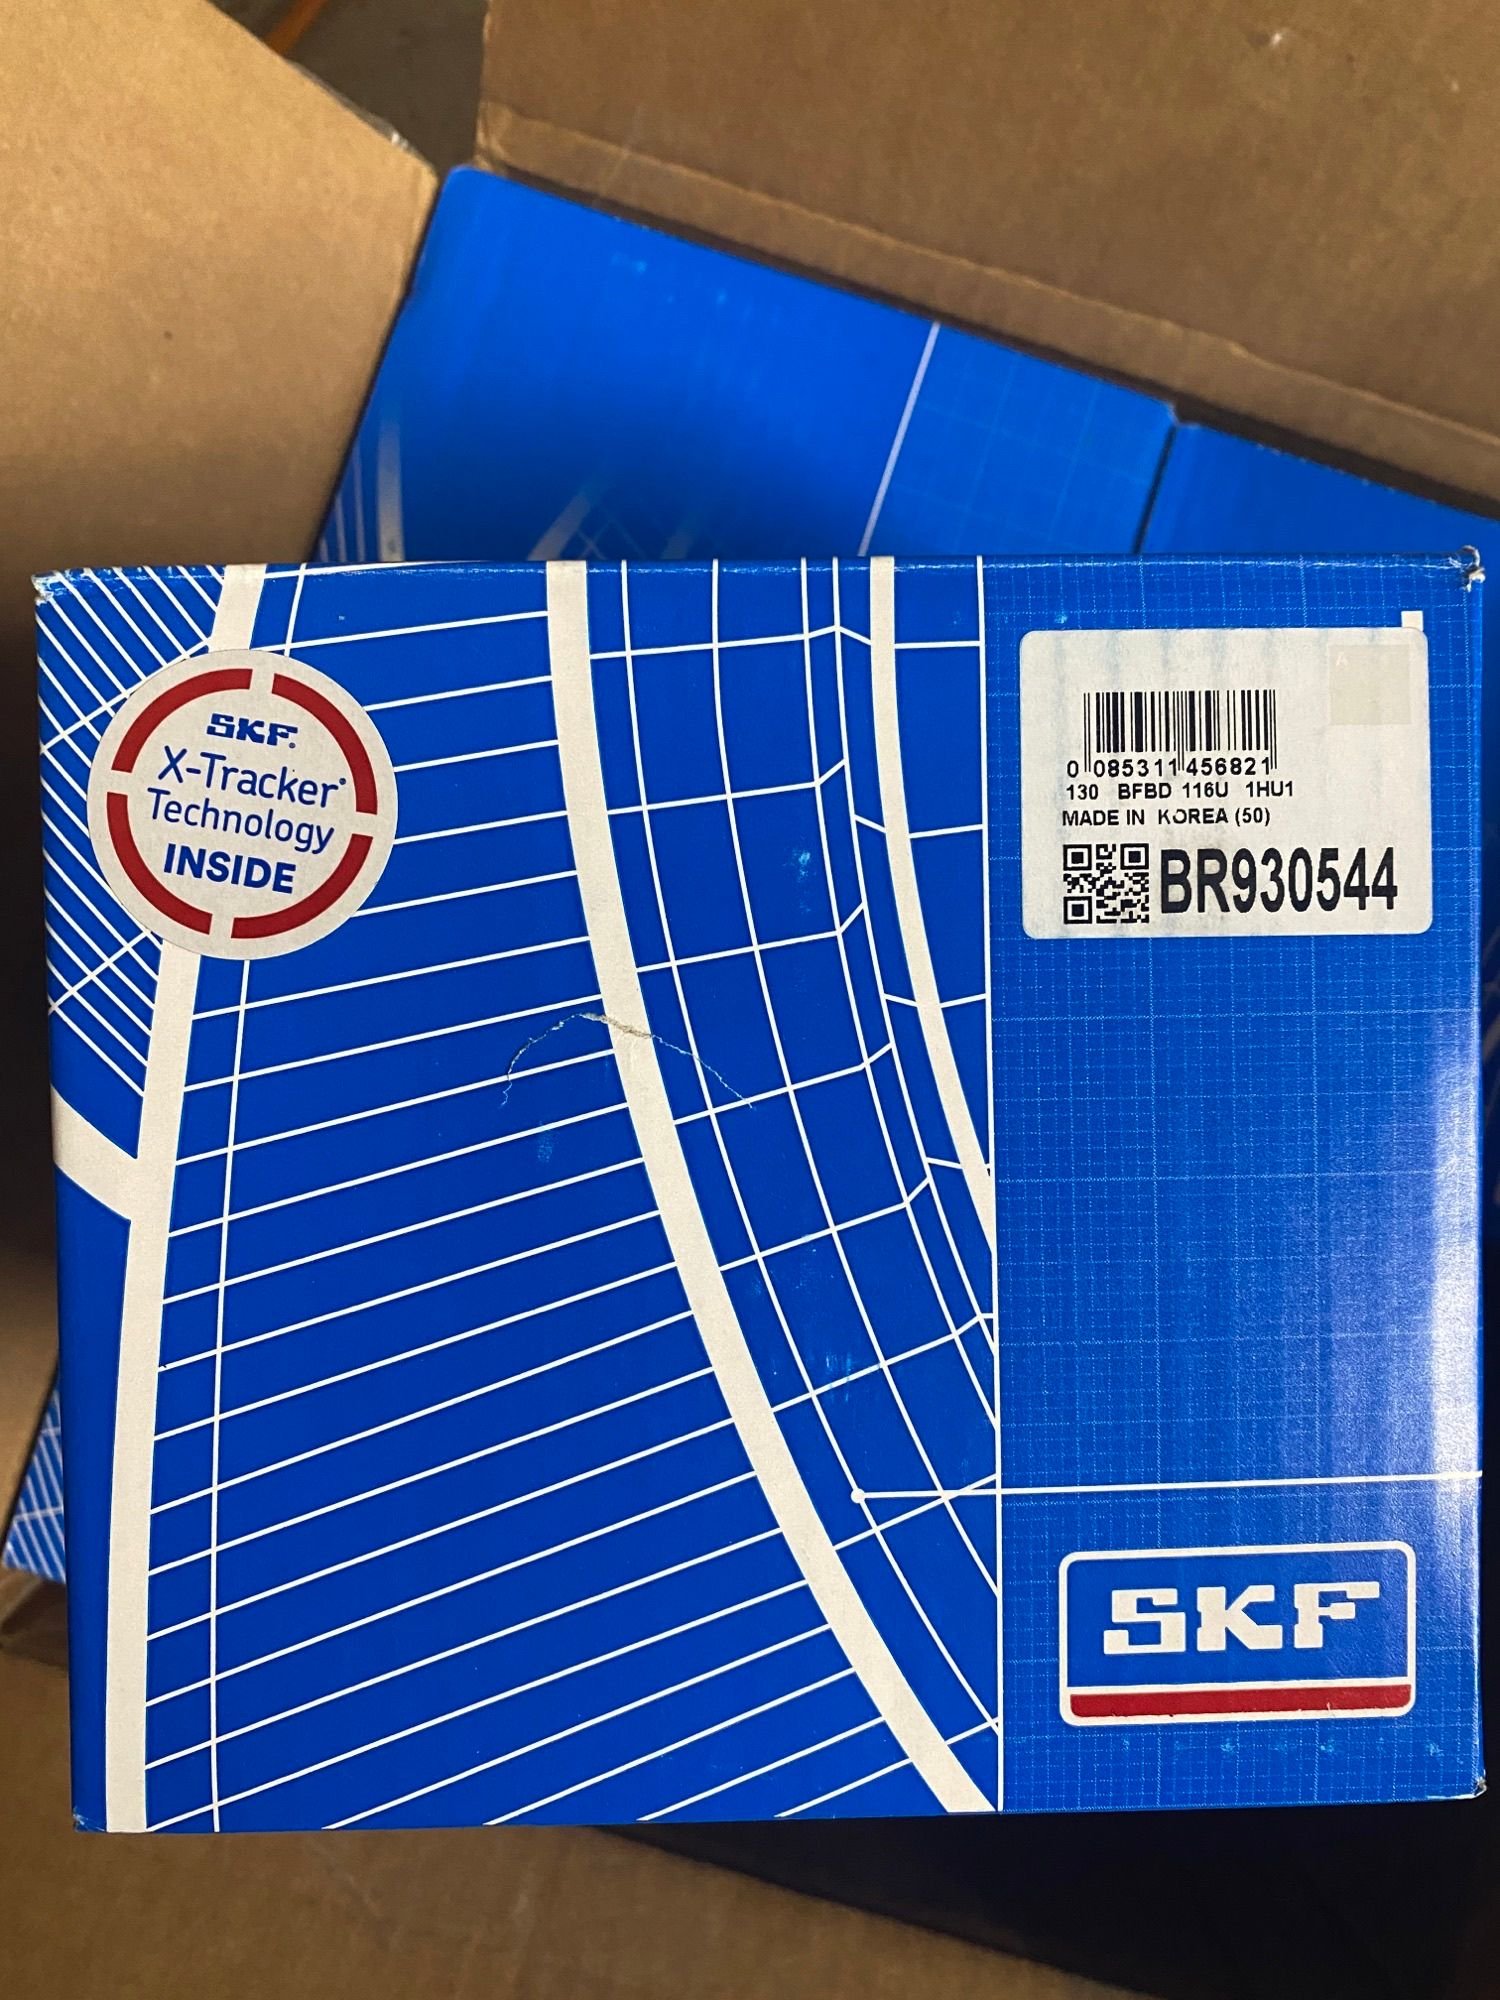 SKF®
X-Tracker®
Technology
INSIDE
0 085311 456821
130 BFBD 116U 1HU1
MADE IN KOREA (50)
BR930544
SKF